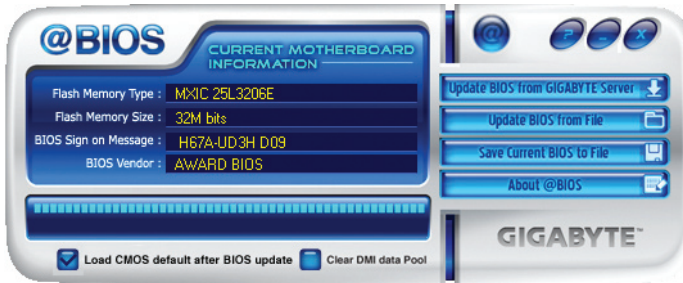 @BIOS
CURRENT MOTHERBOARD
INFORMATION
Flash Memory Type : MXIC 25L3206E
Flash Memory Size : 32M bits
BIOS Sign on Message : H67A-UD3H D09
BIOS Vendor : AWARD BIOS
Load CMOS default after BIOS update
Clear DMI data Pool
@ ? - X
Update BIOS from GIGABYTE Server
Update BIOS from File
Save Current BIOS to File
About @BIOS
GIGABYTE™